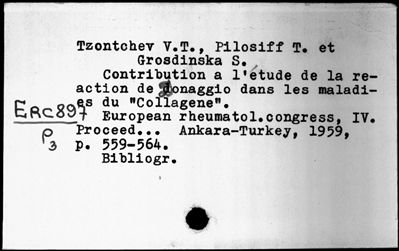 Tzontchev V.T., Pilosiff T. et
Grosdinska S.
Contribution a l'étude de la re-
action de Donaggio dans les maladi-
es du "Collagene".
ERC897
European rheumatol.congress, IV.
Proceed... Ankara-Turkey, 1959,
P3
p. 559-564.
Bibliogr.